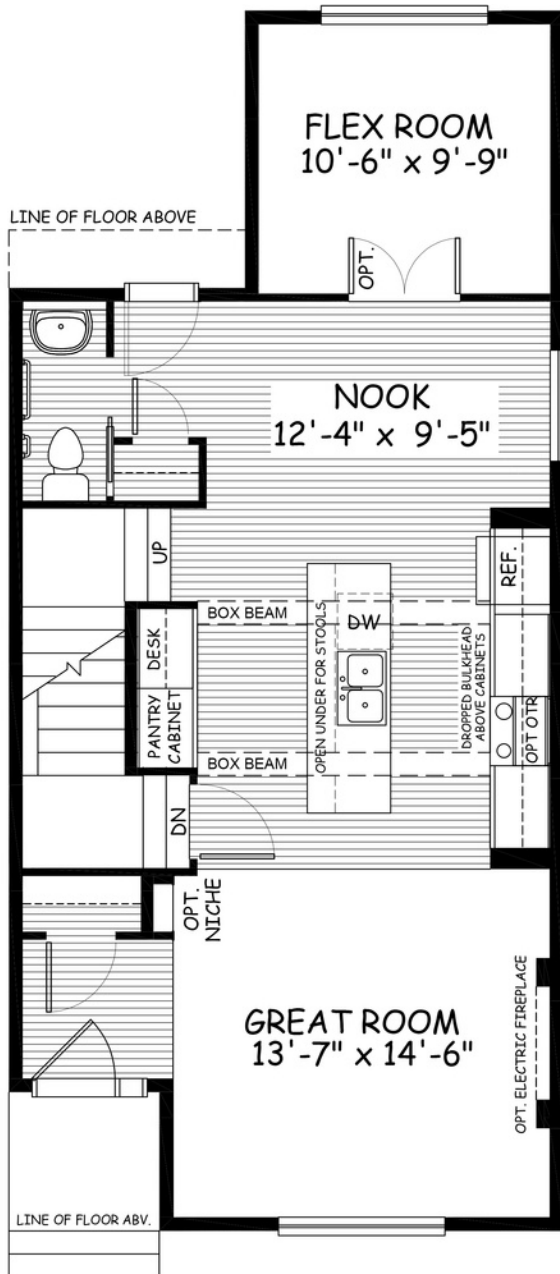 FLEX ROOM
10'-6" x 9'-9"
LINE OF FLOOR ABOVE
OPT.
NOOK
12'-4" x 9'-5"
UP
REF.
BOX BEAM
DW
DESK
OPEN UNDER FOR STOOLS
DROPPED BULKHEAD
ABOVE CABINETS
PANTRY
CABINET
OPT OTR
BOX BEAM
DN
OPT.
NICHE
GREAT ROOM
13'-7" x 14'-6"
OPT. ELECTRIC FIREPLACE
LINE OF FLOOR ABV.